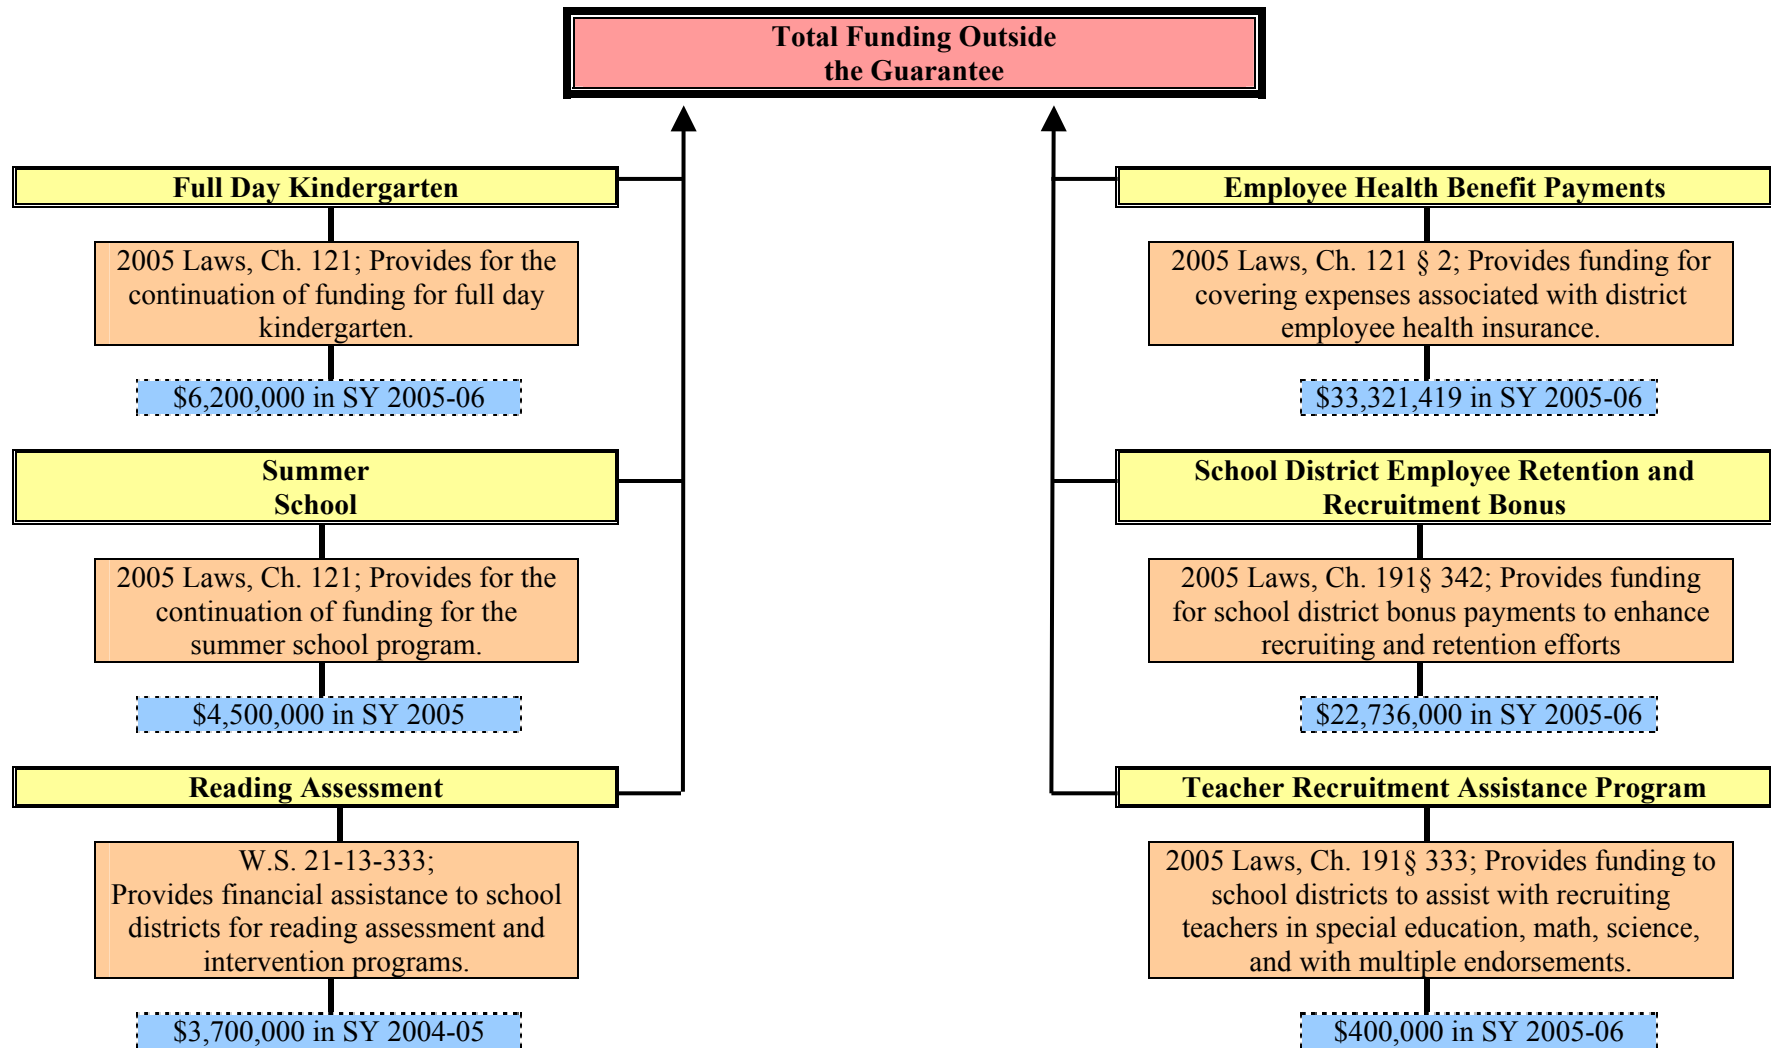 Total Funding Outside
the Guarantee
Full Day Kindergarten
2005 Laws, Ch. 121; Provides for the
continuation of funding for full day
kindergarten.
$6,200,000 in SY 2005-06
Summer
School
2005 Laws, Ch. 121; Provides for the
continuation of funding for the
summer school program.
$4,500,000 in SY 2005
Reading Assessment
W.S. 21-13-333;
Provides financial assistance to school
districts for reading assessment and
intervention programs.
$3,700,000 in SY 2004-05
Employee Health Benefit Payments
2005 Laws, Ch. 121 § 2; Provides funding for
covering expenses associated with district
employee health insurance.
$33,321,419 in SY 2005-06
School District Employee Retention and
Recruitment Bonus
2005 Laws, Ch. 191§ 342; Provides funding
for school district bonus payments to enhance
recruiting and retention efforts
$22,736,000 in SY 2005-06
Teacher Recruitment Assistance Program
2005 Laws, Ch. 191§ 333; Provides funding to
school districts to assist with recruiting
teachers in special education, math, science,
and with multiple endorsements.
$400,000 in SY 2005-06